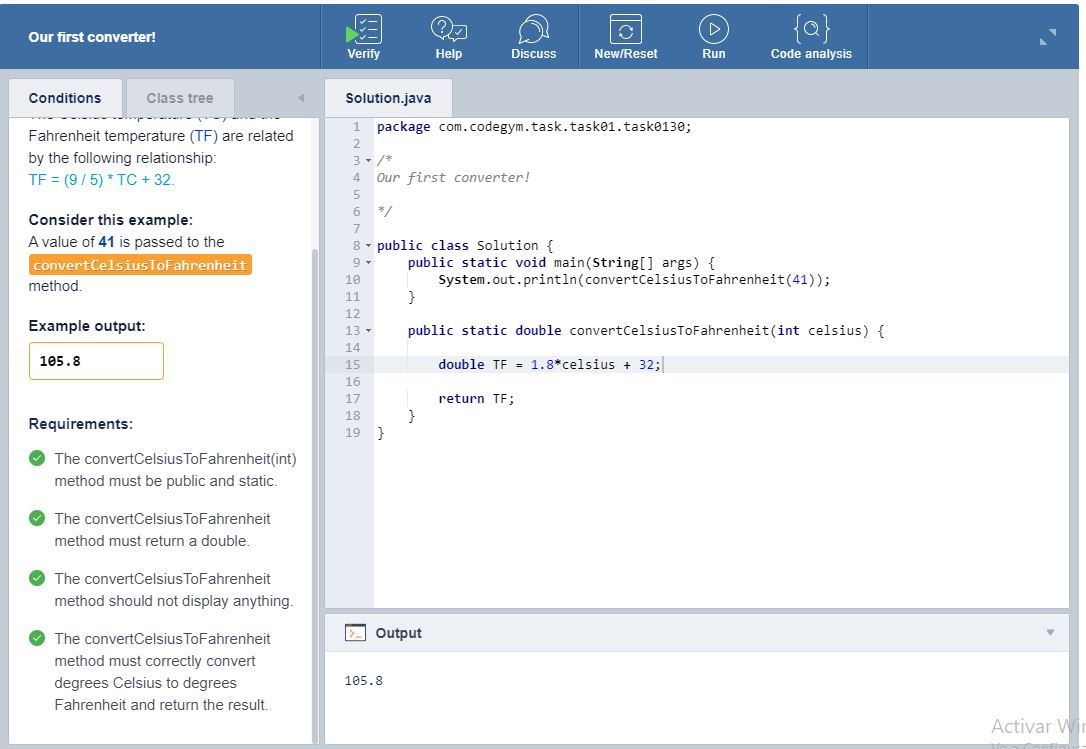 Our first converter!
Verify
Help
Discuss
New/Reset
Run
Code analysis
Conditions
Class tree
Fahrenheit temperature (TF) are related
by the following relationship:
TF = (9 / 5) * TC + 32.
Consider this example:
A value of 41 is passed to the
convertCelsiusToFahrenheit
method.
Example output:
105.8
Requirements:
The convertCelsiusToFahrenheit(int)
method must be public and static.
The convertCelsiusToFahrenheit
method must return a double.
The convertCelsiusToFahrenheit
method should not display anything.
The convertCelsiusToFahrenheit
method must correctly convert
degrees Celsius to degrees
Fahrenheit and return the result.
Solution.java
1 package com.codegym.task.task01.task0130;
2
3 /*
4 Our first converter!
5
6 */
7
8 public class Solution {
9 public static void main(String[] args) {
10 System.out.println(convertCelsiusToFahrenheit(41));
11 }
12
13 public static double convertCelsiusToFahrenheit(int celsius) {
14
15 double TF = 1.8*celsius + 32;
16
17 return TF;
18 }
19 }
Output
105.8
Activar Win